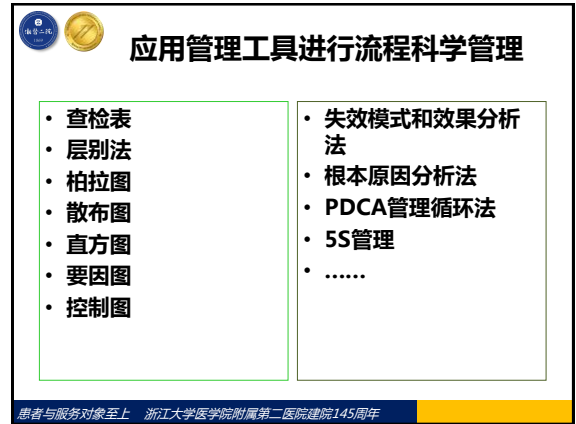 应用管理工具进行流程科学管理
• 查检表
• 层别法
• 柏拉图
• 散布图
• 直方图
• 要因图
• 控制图
• 失效模式和效果分析
法
• 根本原因分析法
• PDCA管理循环法
• 5S管理
• ……
患者与服务对象至上 浙江大学医学院附属第二医院建院145周年